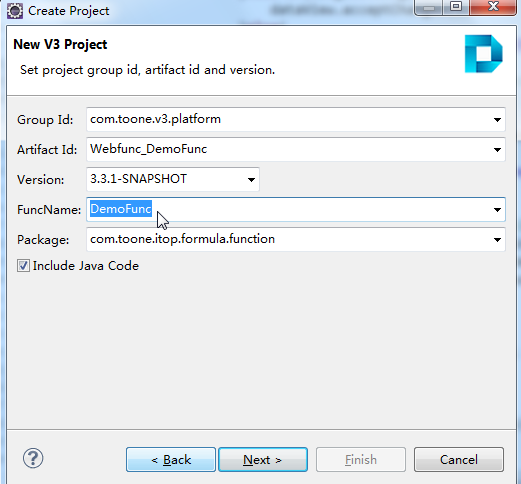 Create Project
New V3 Project
Set project group id, artifact id and version.
Group Id: com.toone.v3.platform
Artifact Id: Webfunc_DemoFunc
Version: 3.3.1-SNAPSHOT
FuncName: DemoFunc
Package: com.toone.itop.formula.function
Include Java Code
? < Back Next > Finish Cancel